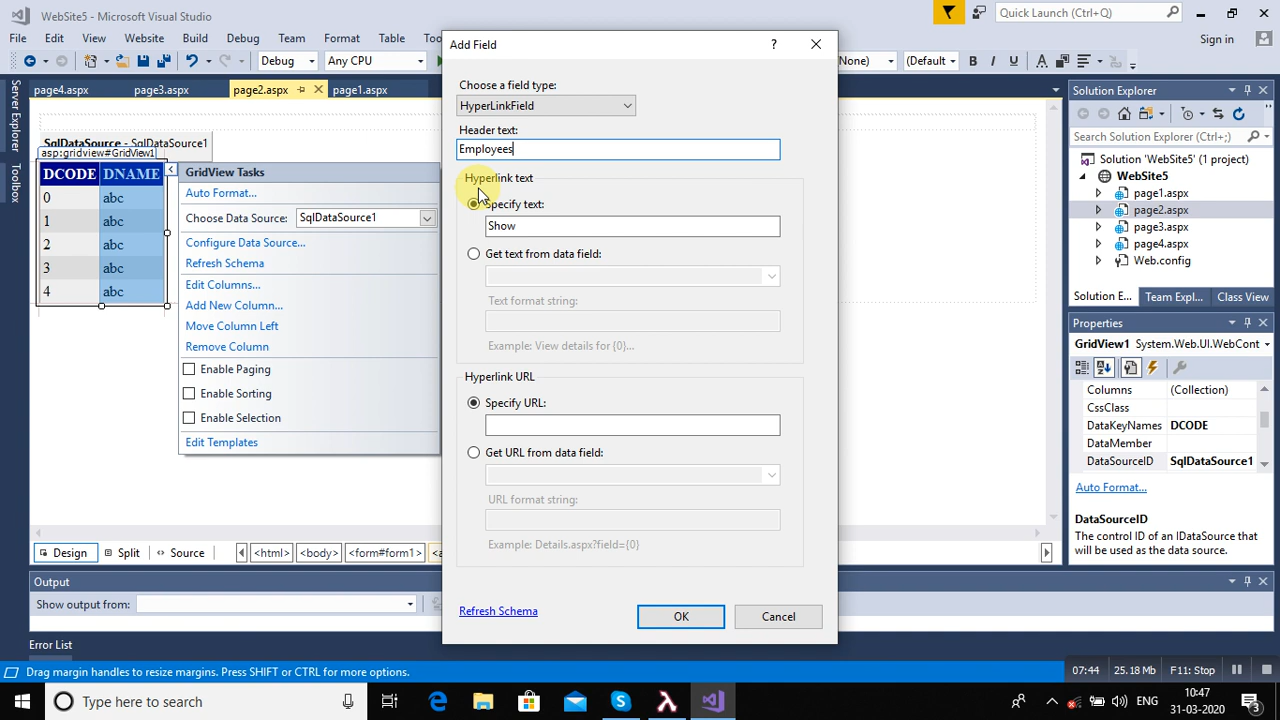 WebSite5 - Microsoft Visual Studio
Quick Launch (Ctrl+Q)
File Edit View Website Build Debug Team Format Table
Sign in
Debug
Any CPU
None)
(Default
B I U
page4.aspx page3.aspx page2.aspx page1.aspx
Server Explorer
Toolbox
SqlDataSource - SqlDataSource1
asp:gridview#GridView1
DCODE DNAME
0 abc
1 abc
2 abc
3 abc
4 abc
GridView Tasks
Auto Format...
Choose Data Source: SqlDataSource1
Configure Data Source...
Refresh Schema
Edit Columns...
Add New Column...
Move Column Left
Remove Column
Enable Paging
Enable Sorting
Enable Selection
Edit Templates
Add Field
?
Choose a field type:
HyperLinkField
Header text:
Employees
Hyperlink text
Specify text:
Show
Get text from data field:
Text format string:
Example: View details for {0}...
Hyperlink URL
Specify URL:
Get URL from data field:
URL format string:
Example: Details.aspx?field={0}
Refresh Schema
OK
Cancel
Solution Explorer
Search Solution Explorer (Ctrl+;)
Solution 'WebSite5' (1 project)
WebSite5
page1.aspx
page2.aspx
page3.aspx
page4.aspx
Web.config
Solution E... Team Expl... Class View
Properties
GridView1 System.Web.UI.WebCont
Columns (Collection)
CssClass
DataKeyNames DCODE
DataMember
DataSourceID SqlDataSource1
Auto Format...
DataSourceID
The control ID of an IDataSource that
will be used as the data source.
Design Split Source <html> <body> <form#form1>
Output
Show output from:
Error List
Drag margin handles to resize margins. Press SHIFT or CTRL for more options.
07:44 25.18 Mb F11: Stop
Type here to search
ENG
10:47
31-03-2020
3